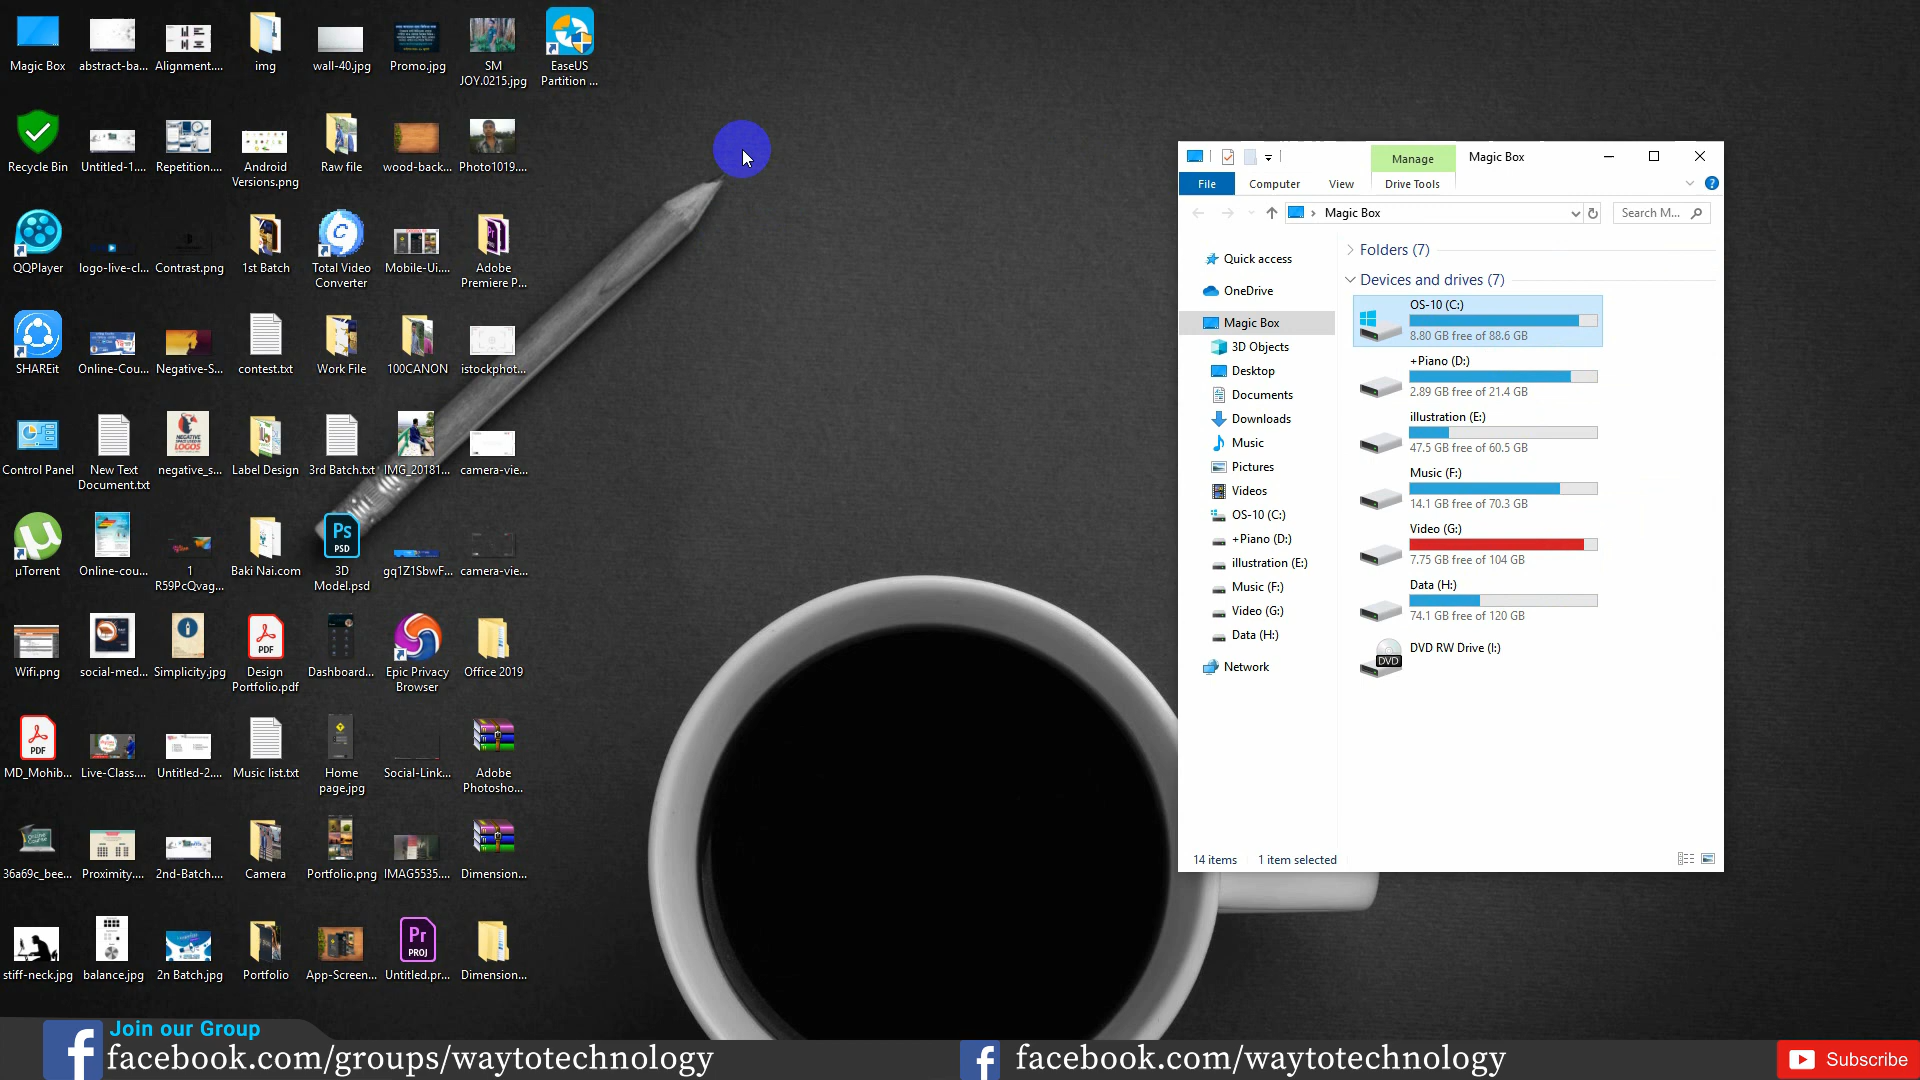 Magic Box
abstract-ba...
Alignment....
img
wall-40.jpg
Promo.jpg
SM
JOY.0215.jpg
EaseUS
Partition ...
Recycle Bin
Untitled-1....
Repetition....
Android
Versions.png
Raw file
wood-back...
Photo1019....
QQPlayer
logo-live-cl...
Contrast.png
1st Batch
Total Video
Converter
Mobile-Ui....
Adobe
Premiere P...
SHAREit
Online-Cou...
Negative-S...
contest.txt
Work File
100CANON
istockphot...
Control Panel
New Text
Document.txt
negative_s...
Label Design
3rd Batch.txt
IMG_20181...
camera-vie...
µTorrent
Online-cou...
1
R59PcQvag...
Baki Nai.com
Ps
PSD
3D
Model.psd
gq1Z1SbwF...
camera-vie...
Wifi.png
social-med...
Simplicity.jpg
PDF
Design
Portfolio.pdf
Dashboard...
Epic Privacy
Browser
Office 2019
PDF
MD_Mohib...
Live-Class....
Untitled-2....
Music list.txt
Home
page.jpg
Social-Link...
Adobe
Photosho...
36a69c_bee...
Proximity....
2nd-Batch....
Camera
Portfolio.png
IMAG5535....
Dimension...
stiff-neck.jpg
balance.jpg
2n Batch.jpg
Portfolio
App-Screen...
Pr
PROJ
Untitled.pr...
Dimension...
Manage
Magic Box
File
Computer
View
Drive Tools
Magic Box
Search M...
Quick access
OneDrive
Magic Box
3D Objects
Desktop
Documents
Downloads
Music
Pictures
Videos
OS-10 (C:)
+Piano (D:)
illustration (E:)
Music (F:)
Video (G:)
Data (H:)
Network
Folders (7)
Devices and drives (7)
OS-10 (C:)
8.80 GB free of 88.6 GB
+Piano (D:)
2.89 GB free of 21.4 GB
illustration (E:)
47.5 GB free of 60.5 GB
Music (F:)
14.1 GB free of 70.3 GB
Video (G:)
7.75 GB free of 104 GB
Data (H:)
74.1 GB free of 120 GB
DVD
DVD RW Drive (I:)
14 items
1 item selected
Join our Group
facebook.com/groups/waytotechnology
facebook.com/waytotechnology
Subscribe